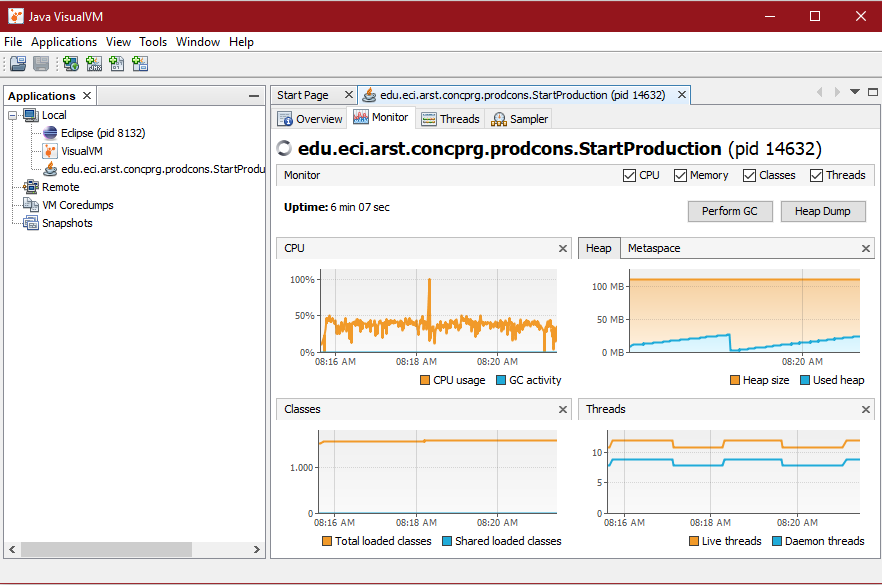 Java VisualVM
File Applications View Tools Window Help
Applications
Start Page
edu.eci.arst.concprg.prodcons.StartProduction (pid 14632)
Local
Eclipse (pid 8132)
VisualVM
edu.eci.arst.concprg.prodcons.StartProdu
Remote
VM Coredumps
Snapshots
Overview Monitor Threads Sampler
edu.eci.arst.concprg.prodcons.StartProduction (pid 14632)
Monitor
CPU Memory Classes Threads
Uptime: 6 min 07 sec
Perform GC Heap Dump
CPU
100%
50%
0%
08:16 AM 08:18 AM 08:20 AM
CPU usage GC activity
Heap Metaspace
100 MB
50 MB
0 MB
08:20 AM
Heap size Used heap
Classes
1.000
0
08:16 AM 08:18 AM 08:20 AM
Total loaded classes Shared loaded classes
Threads
10
5
0
08:16 AM 08:18 AM 08:20 AM
Live threads Daemon threads